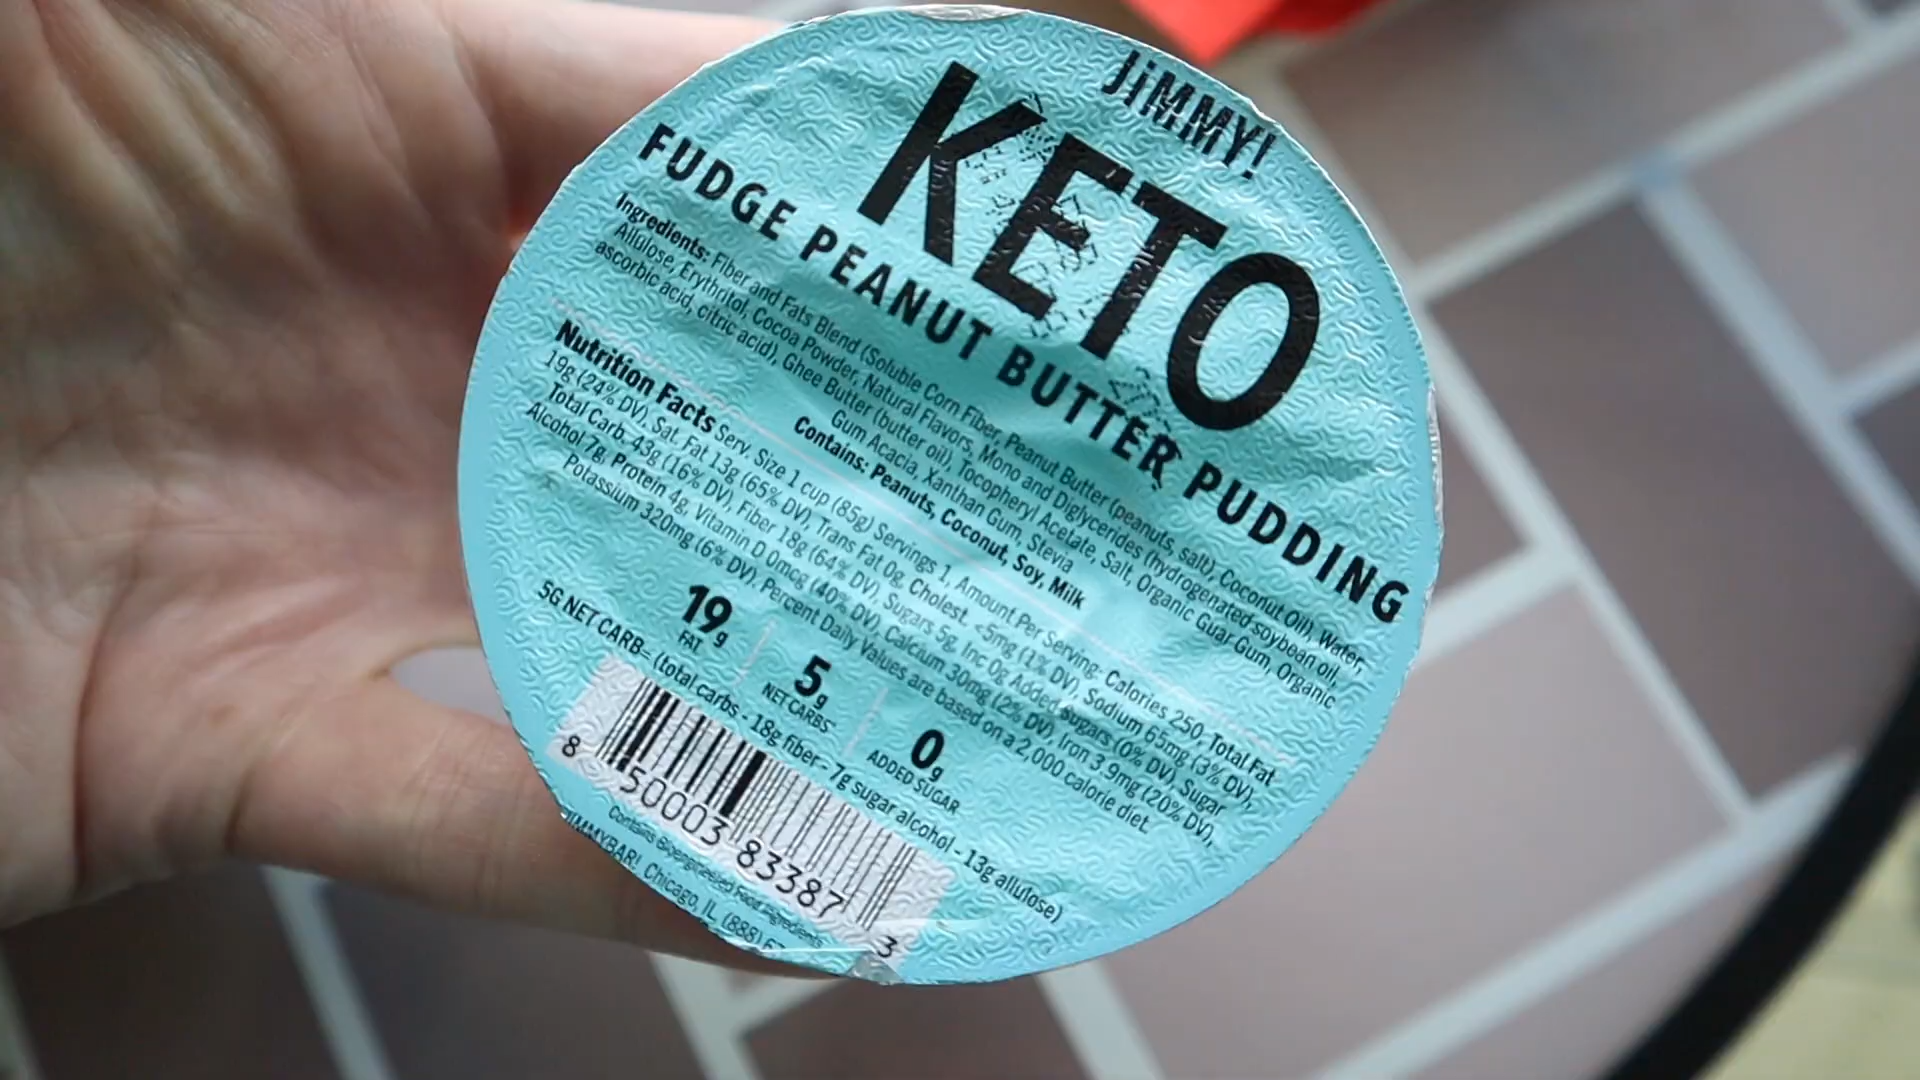 JiMMY!
KETO
FUDGE PEANUT BUTTER PUDDING
Ingredients: Fiber and Fats Blend (Soluble Corn Fiber, Peanut Butter (peanuts, salt), Coconut Oil), Water,
Allulose, Erythritol, Cocoa Powder, Natural Flavors, Mono and Diglycerides (hydrogenated soybean oil,
ascorbic acid, citric acid), Ghee Butter (butter oil), Tocopheryl Acetate, Salt, Organic Guar Gum, Organic
Gum Acacia, Xanthan Gum, Stevia
Contains: Peanuts, Coconut, Soy, Milk
Nutrition Facts Serv. Size 1 cup (85g) Servings 1, Amount Per Serving: Calories 250, Total Fat
19g (24% DV), Sat. Fat 13g (65% DV), Trans Fat 0g, Cholest. <5mg (1% DV), Sodium 65mg (3% DV),
Total Carb. 43g (16% DV), Fiber 18g (64% DV), Sugars 5g, Inc 0g Added Sugars (0% DV), Sugar
Alcohol 7g, Protein 4g, Vitamin D 0mcg (40% DV), Calcium 30mg (2% DV), Iron 3.9mg (20% DV),
Potassium 320mg (6% DV). Percent Daily Values are based on a 2,000 calorie diet.
19g FAT
5g NET CARBS
0g ADDED SUGAR
5G NET CARB= (total carbs - 18g fiber - 7g sugar alcohol - 13g allulose)
8 50003 83387 3
Contains Bioengineered Food Ingredients
JIMMYBAR! Chicago, IL (888)